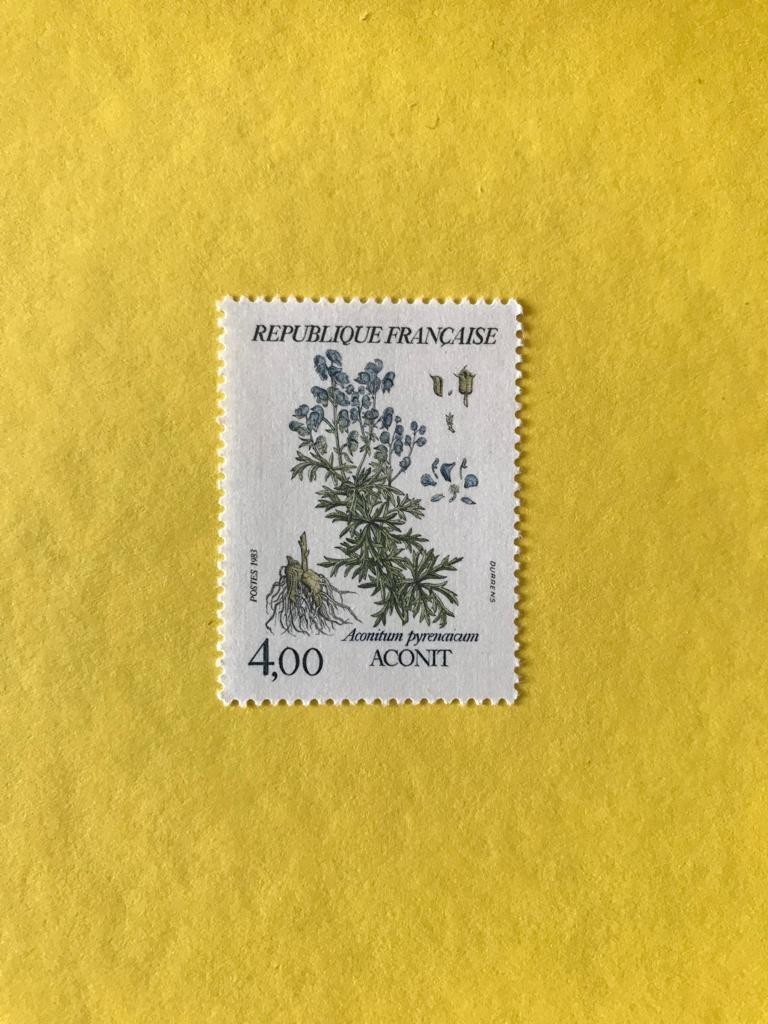 REPUBLIQUE FRANÇAISE
POSTES 1983
DURRENS
Aconitum pyrenaicum
4,00
ACONIT